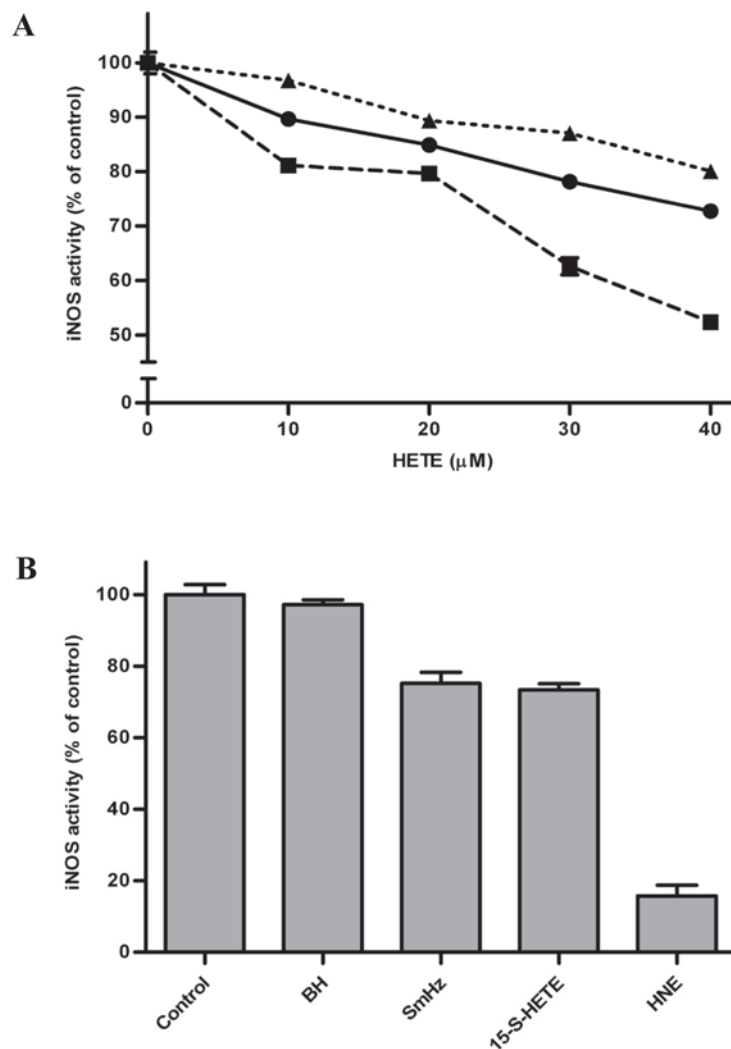 A
iNOS activity (% of control)
100
90
80
70
60
50
0
0 10 20 30 40
HETE (μM)
B
iNOS activity (% of control)
100
80
60
40
20
0
Control BH SmHz 15-S-HETE HNE